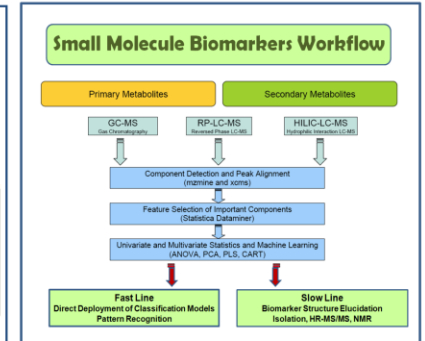 Small Molecule Biomarkers Workflow
Primary Metabolites
Secondary Metabolites
GC-MS
Gas Chromatography
RP-LC-MS
Reversed Phase LC-MS
HILIC-LC-MS
Hydrophilic Interaction LC-MS
Component Detection and Peak Alignment
(mzmine and xcms)
Feature Selection of Important Components
(Statistica Dataminer)
Univariate and Multivariate Statistics and Machine Learning
(ANOVA, PCA, PLS, CART)
Fast Line
Direct Deployment of Classification Models
Pattern Recognition
Slow Line
Biomarker Structure Elucidation
Isolation, HR-MS/MS, NMR